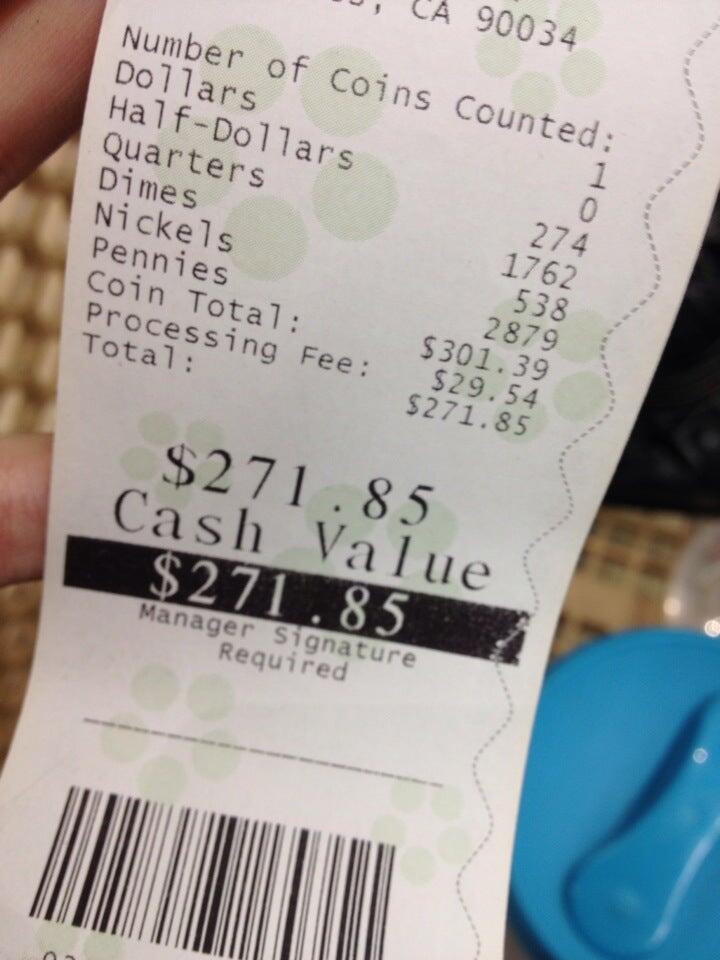 CA 90034
Number of Coins Counted:
Dollars 1
Half-Dollars 0
Quarters 274
Dimes 1762
Nickels 538
Pennies 2879
Coin Total: $301.39
Processing Fee: $29.54
Total: $271.85
$271.85
Cash Value
$271.85
Manager Signature
Required